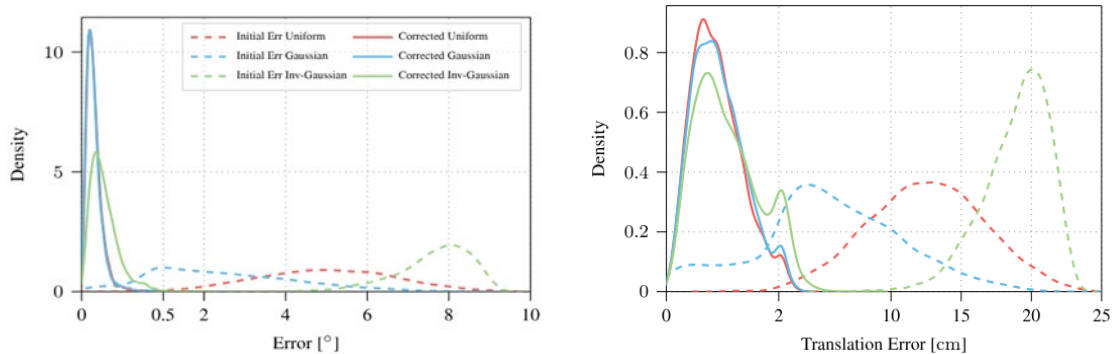 Initial Err Uniform
Initial Err Gaussian
Initial Err Inv-Gaussian
Corrected Uniform
Corrected Gaussian
Corrected Inv-Gaussian
Density
10
5
0
0 0.5 2 4 6 8 10
Error [°]
Density
0.8
0.6
0.4
0.2
0
0 2 10 15 20 25
Translation Error [cm]